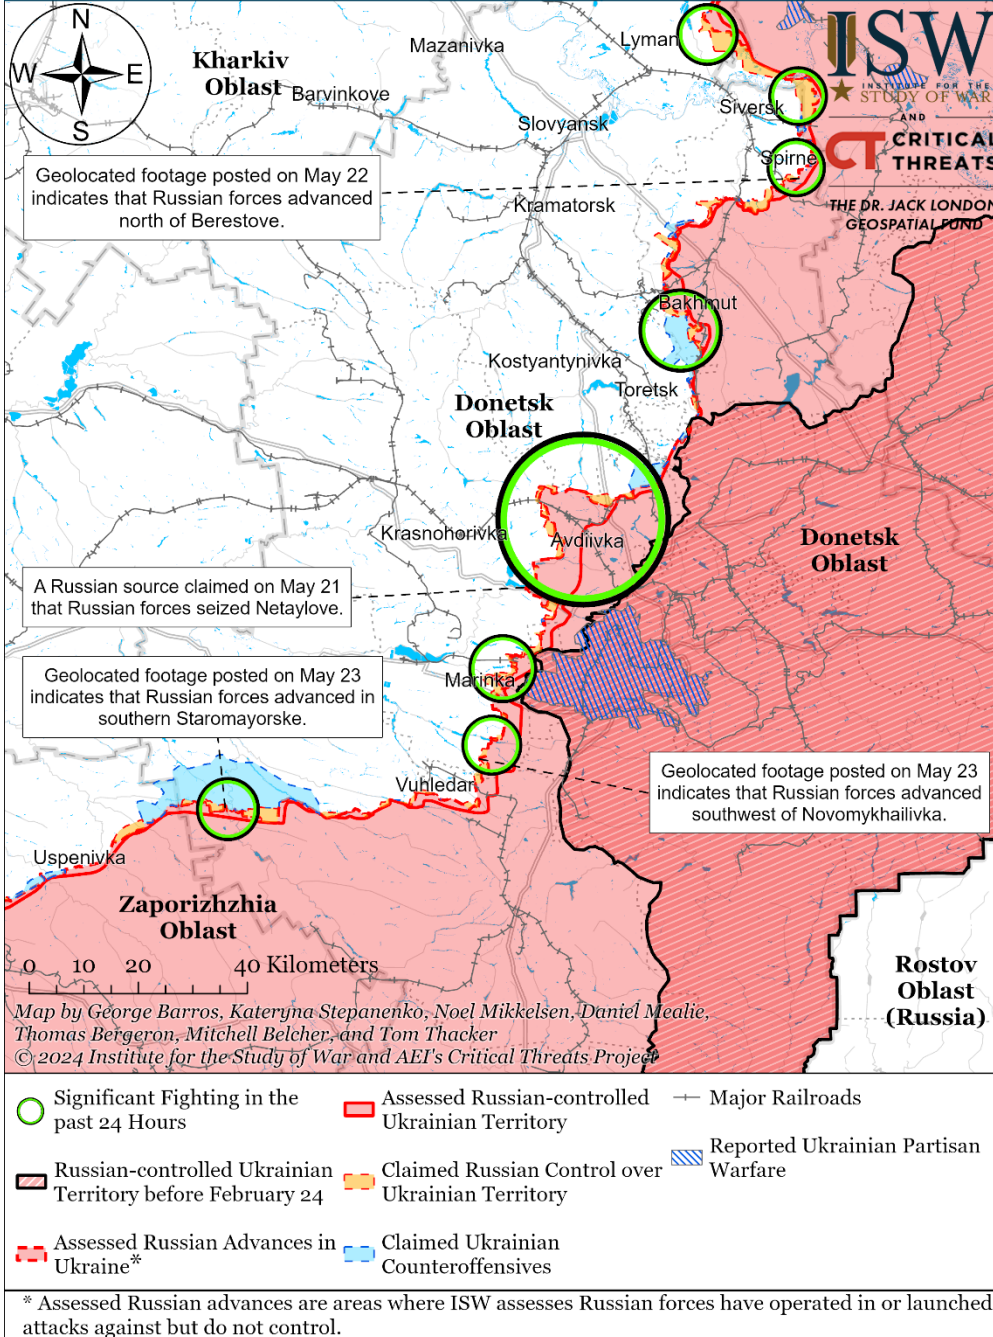 N
W
E
S
Kharkiv
Oblast
Mazanivka
Barvinkove
Lyman
ISW
INSTITUTE FOR THE
STUDY OF WAR
AND
CRITICAL
THREATS
CT
THE DR. JACK LONDON
GEOSPATIAL FUND
Siversk
Slovyansk
Spirne
Geolocated footage posted on May 22
indicates that Russian forces advanced
north of Berestove.
Kramatorsk
Bakhmut
Kostyantynivka
Toretsk
Donetsk
Oblast
Krasnohorivka
Avdiivka
Donetsk
Oblast
A Russian source claimed on May 21
that Russian forces seized Netaylove.
Geolocated footage posted on May 23
indicates that Russian forces advanced in
southern Staromayorske.
Marinka
Vuhledar
Geolocated footage posted on May 23
indicates that Russian forces advanced
southwest of Novomykhailivka.
Uspenivka
Zaporizhzhia
Oblast
Rostov
Oblast
(Russia)
0 10 20 40 Kilometers
Map by George Barros, Kateryna Stepanenko, Noel Mikkelsen, Daniel Mealie,
Thomas Bergeron, Mitchell Belcher, and Tom Thacker
© 2024 Institute for the Study of War and AEI's Critical Threats Project
Significant Fighting in the
past 24 Hours
Russian-controlled Ukrainian
Territory before February 24
Assessed Russian Advances in
Ukraine*
Assessed Russian-controlled
Ukrainian Territory
Claimed Russian Control over
Ukrainian Territory
Claimed Ukrainian
Counteroffensives
Major Railroads
Reported Ukrainian Partisan
Warfare
* Assessed Russian advances are areas where ISW assesses Russian forces have operated in or launched
attacks against but do not control.